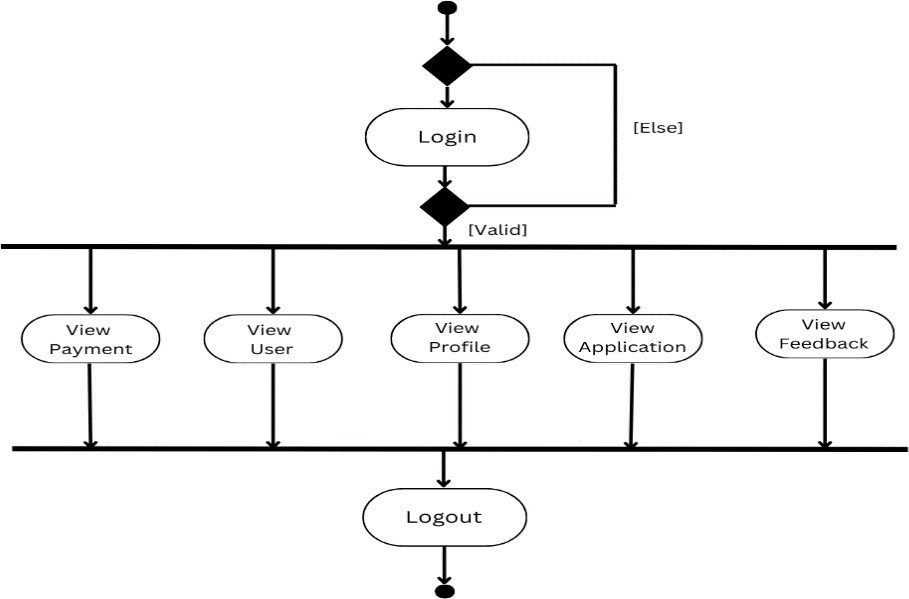 Login
[Else]
[Valid]
View
Payment
View
User
View
Profile
View
Application
View
Feedback
Logout